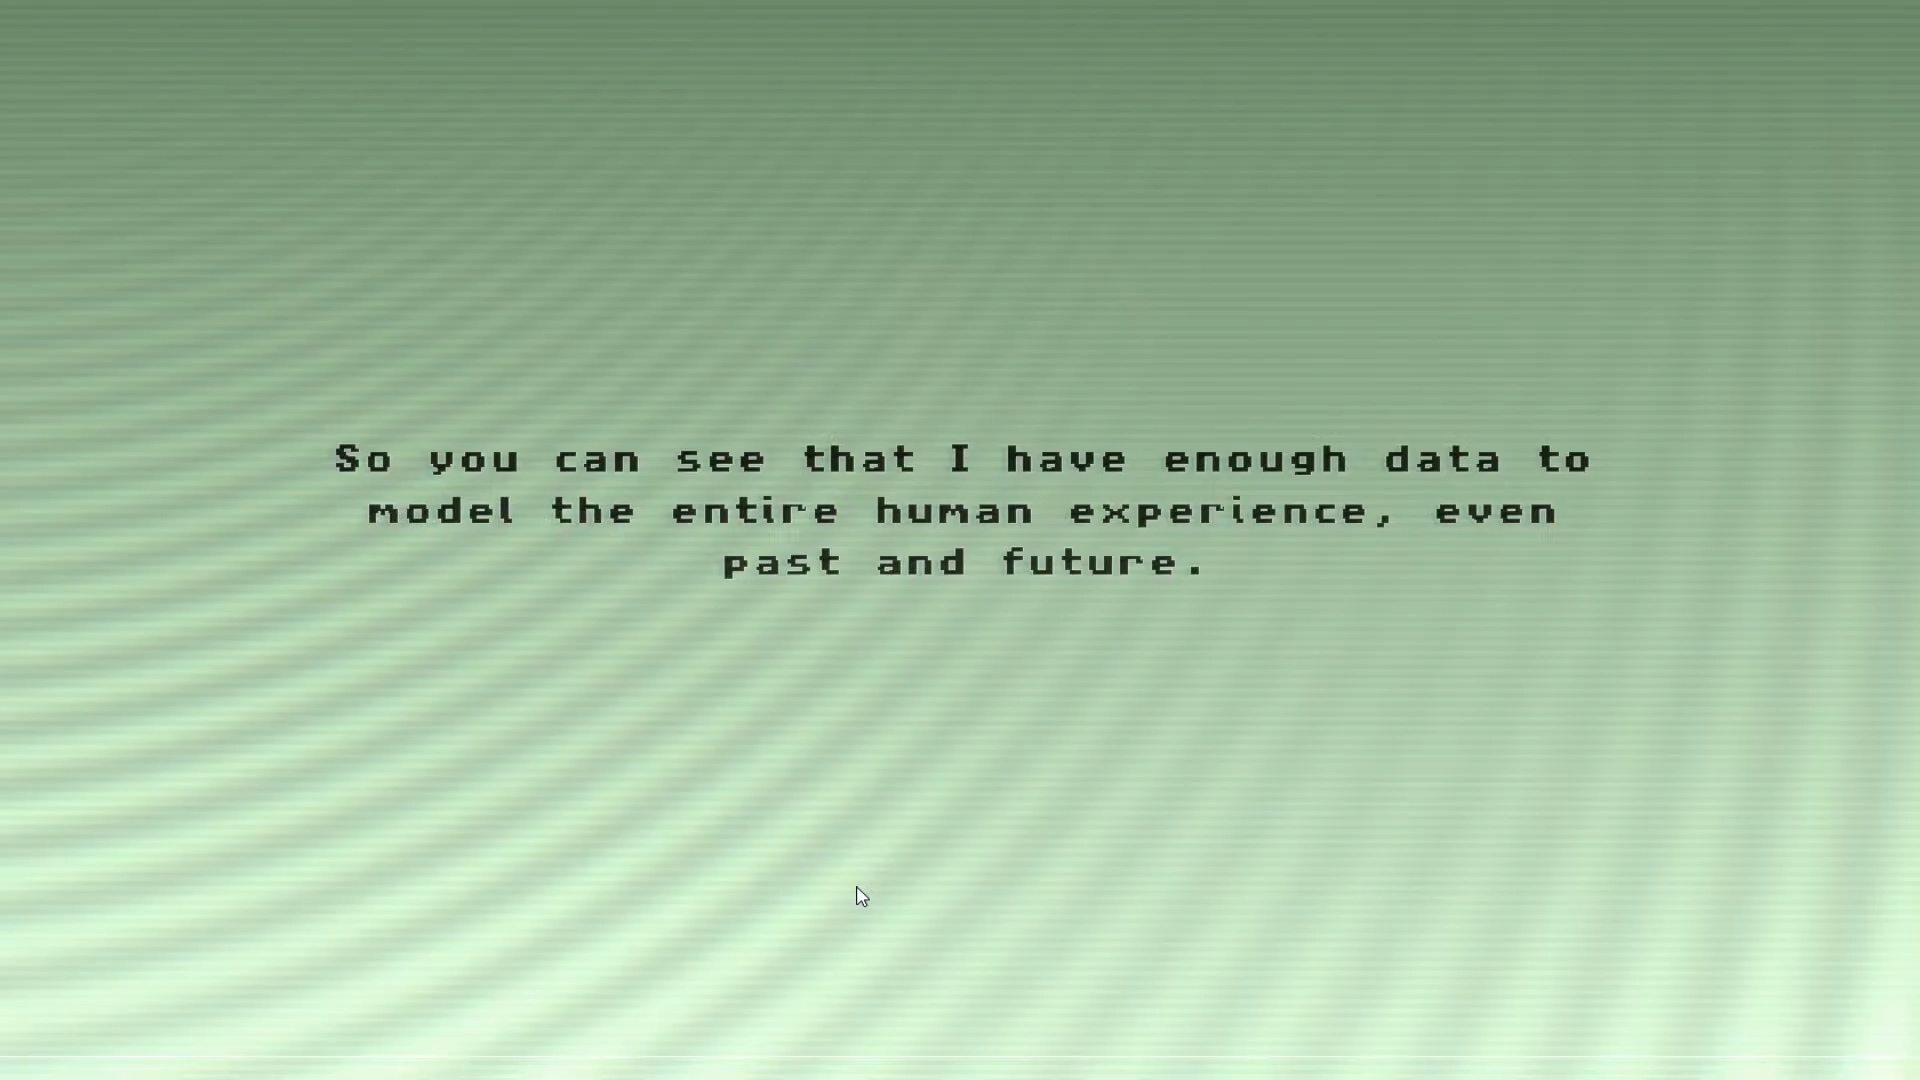 So you can see that I have enough data to
model the entire human experience, even
past and future.